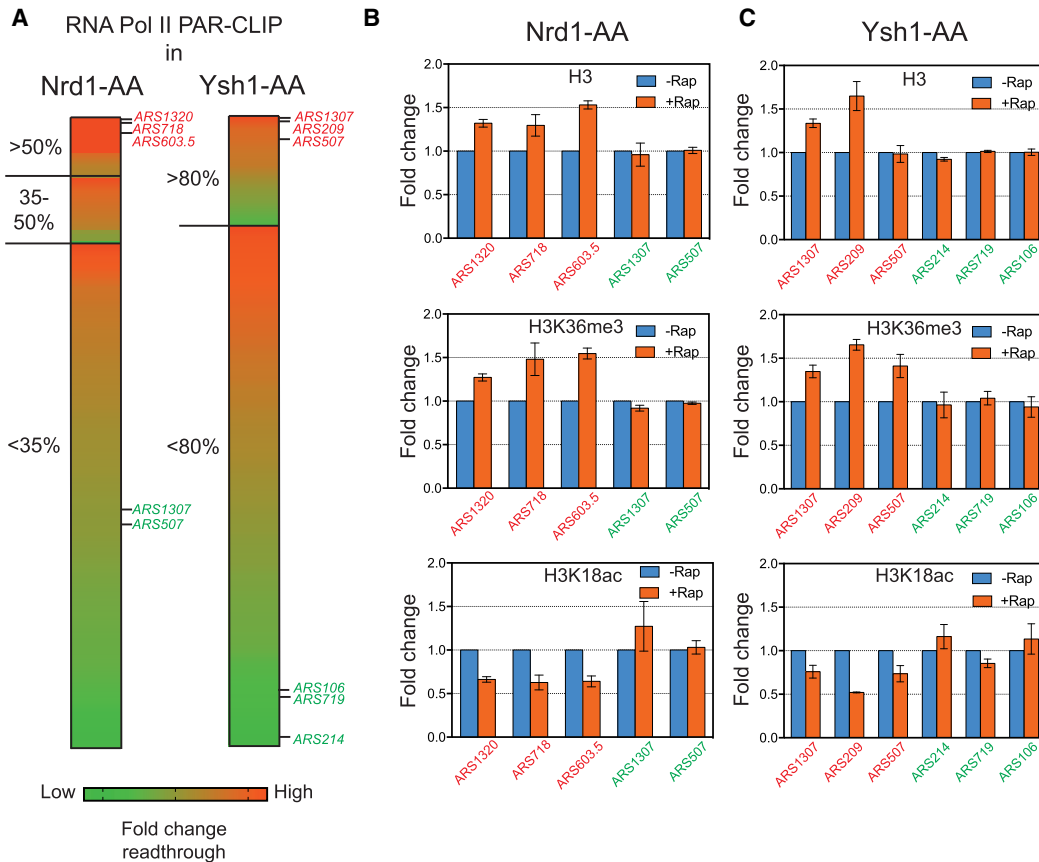 A
RNA Pol II PAR-CLIP
in
Nrd1-AA
Ysh1-AA
ARS1320
ARS718
ARS603.5
ARS1307
ARS209
ARS507
>50%
35-
50%
>80%
<35%
<80%
ARS1307
ARS507
ARS106
ARS719
ARS214
Low
High
Fold change
readthrough
B
Nrd1-AA
H3
-Rap
+Rap
Fold change
2.0
1.5
1.0
0.5
0.0
ARS1320
ARS718
ARS603.5
ARS1307
ARS507
H3K36me3
-Rap
+Rap
Fold change
2.0
1.5
1.0
0.5
0.0
ARS1320
ARS718
ARS603.5
ARS1307
ARS507
H3K18ac
-Rap
+Rap
Fold change
2.0
1.5
1.0
0.5
0.0
ARS1320
ARS718
ARS603.5
ARS1307
ARS507
C
Ysh1-AA
H3
-Rap
+Rap
Fold change
2.0
1.5
1.0
0.5
0.0
ARS1307
ARS209
ARS507
ARS214
ARS719
ARS106
H3K36me3
-Rap
+Rap
Fold change
2.0
1.5
1.0
0.5
0.0
ARS1307
ARS209
ARS507
ARS214
ARS719
ARS106
H3K18ac
-Rap
+Rap
Fold change
2.0
1.5
1.0
0.5
0.0
ARS1307
ARS209
ARS507
ARS214
ARS719
ARS106